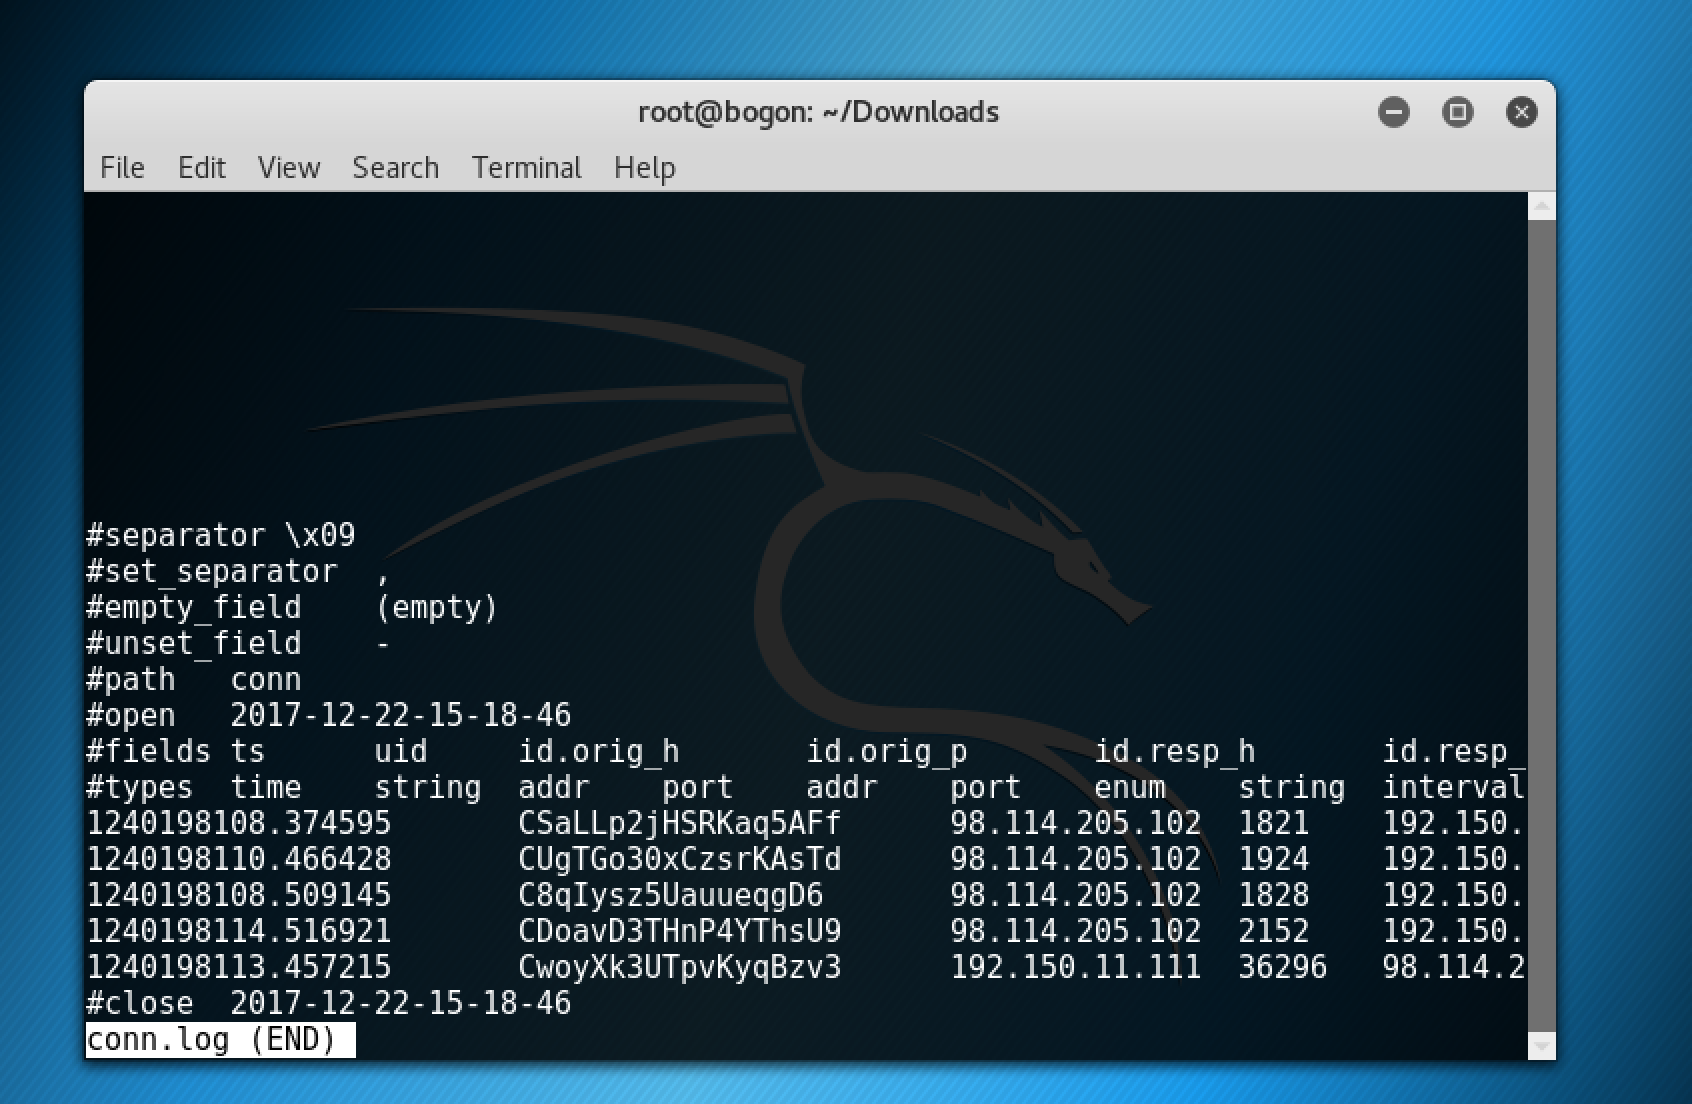 root@bogon: ~/Downloads
File Edit View Search Terminal Help
#separator \x09
#set_separator ,
#empty_field (empty)
#unset_field -
#path conn
#open 2017-12-22-15-18-46
#fields ts uid id.orig_h id.orig_p id.resp_h id.resp_
#types time string addr port addr port enum string interval
1240198108.374595 CSaLLp2jHSRKaq5AFf 98.114.205.102 1821 192.150.
1240198110.466428 CUgTGo30xCzsrKAsTd 98.114.205.102 1924 192.150.
1240198108.509145 C8qIysz5UauueqgD6 98.114.205.102 1828 192.150.
1240198114.516921 CDoavD3THnP4YThsU9 98.114.205.102 2152 192.150.
1240198113.457215 CwoyXk3UTpvKyqBzv3 192.150.11.111 36296 98.114.2
#close 2017-12-22-15-18-46
conn.log (END)